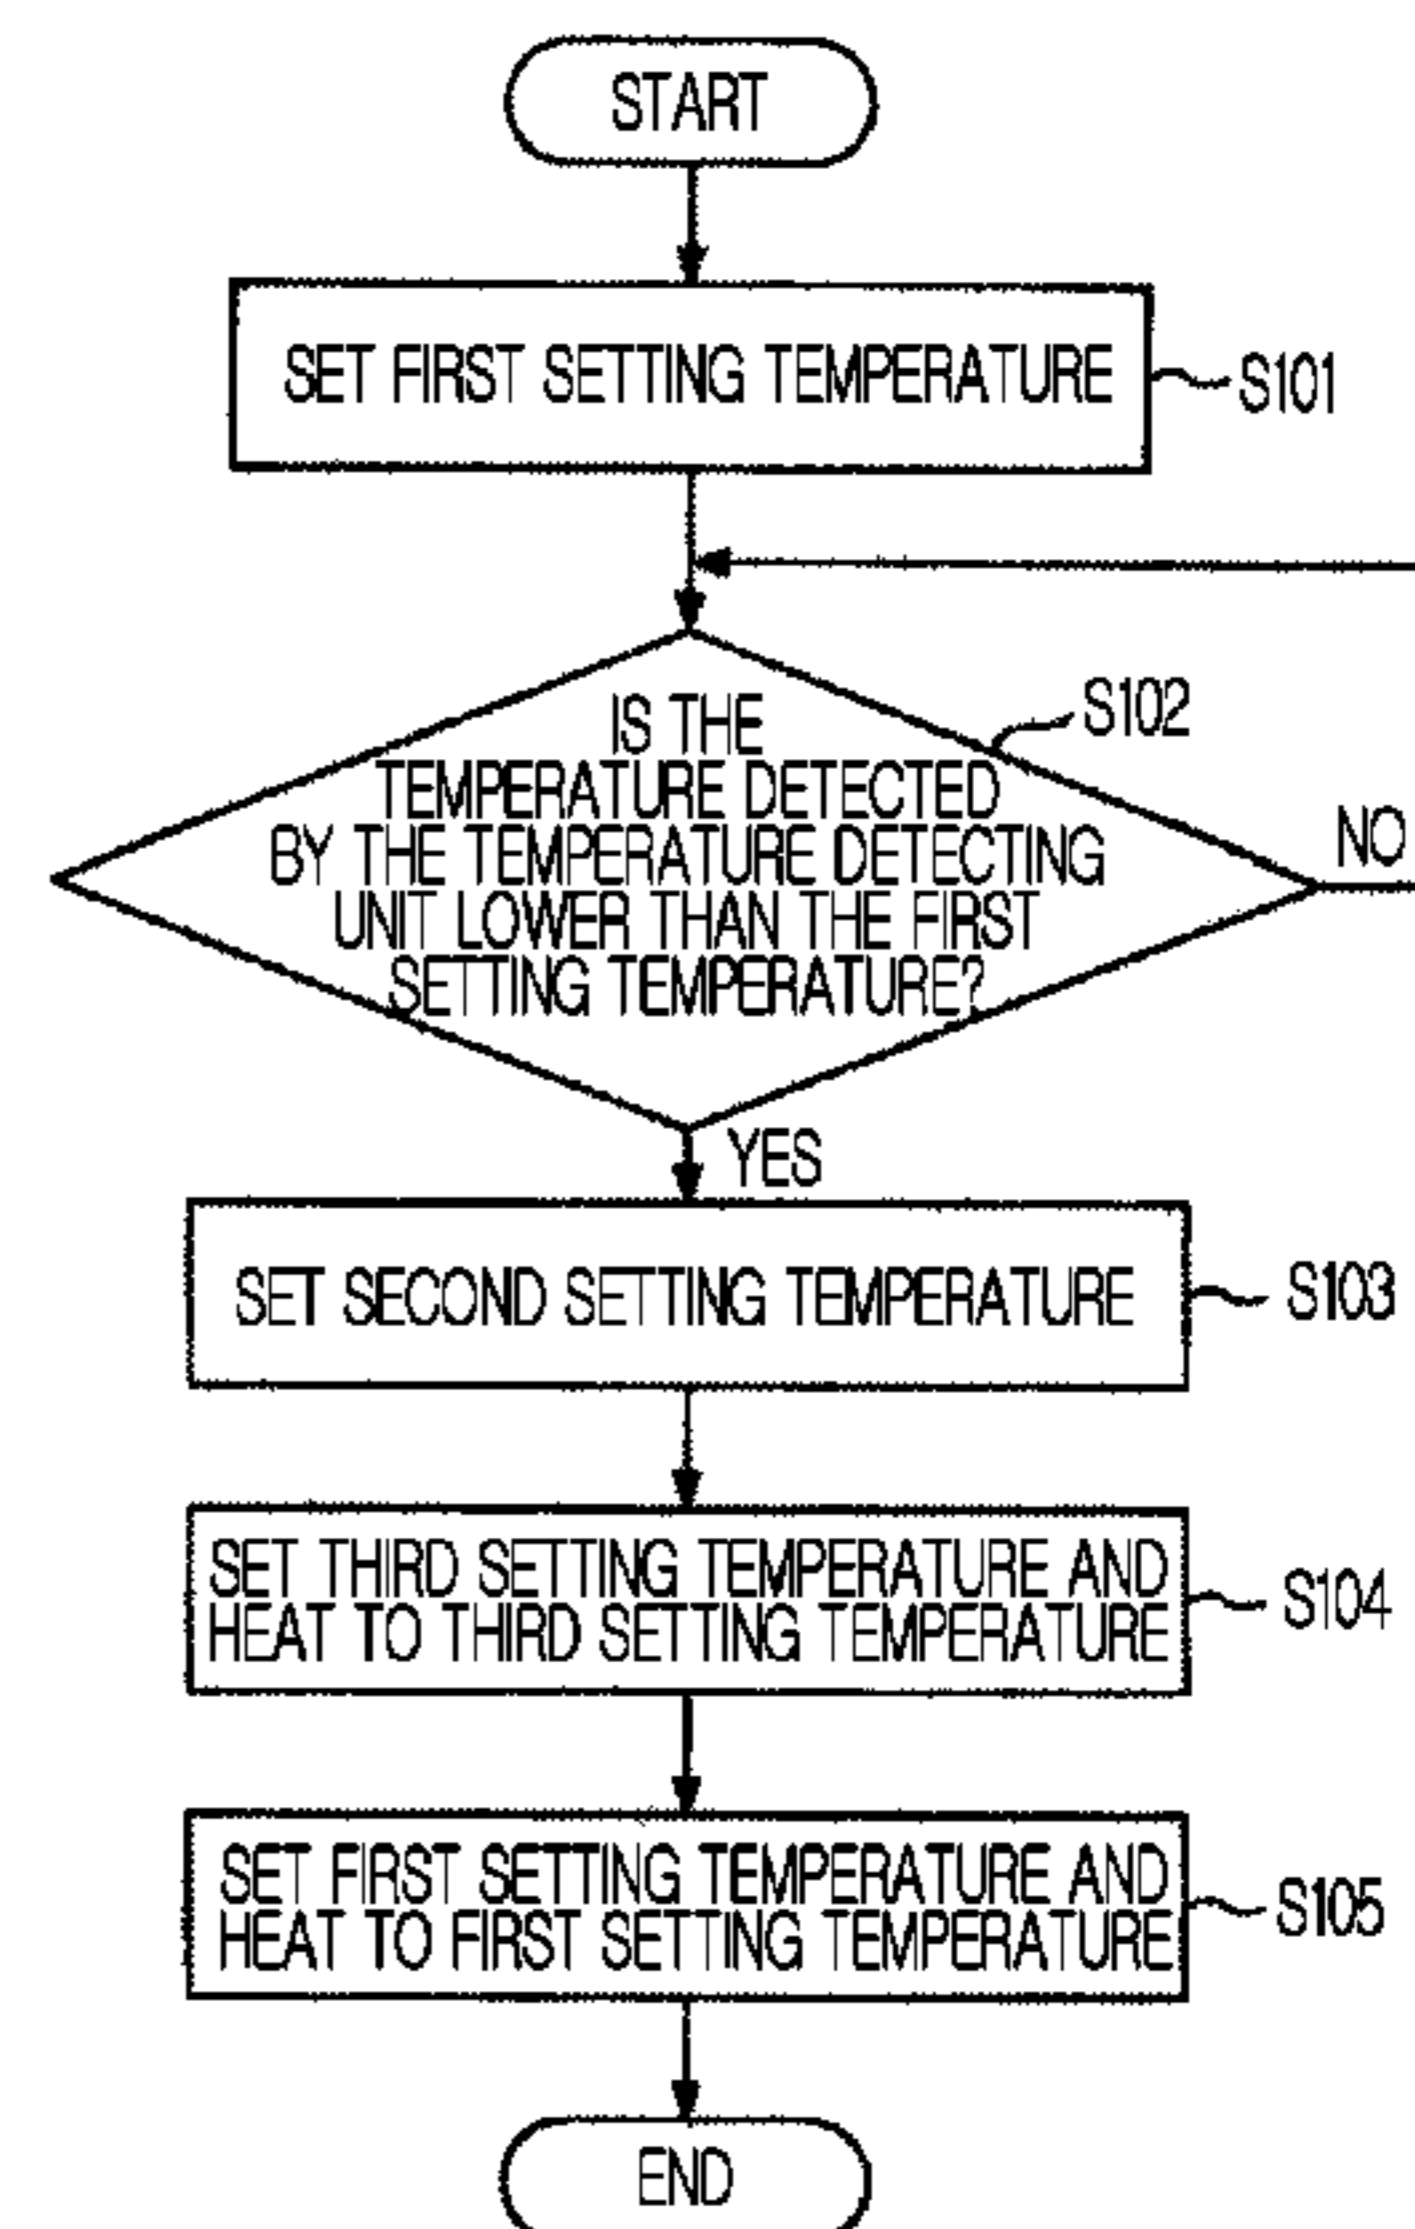 START
SET FIRST SETTING TEMPERATURE
S101
S102
IS THE
TEMPERATURE DETECTED
BY THE TEMPERATURE DETECTING
UNIT LOWER THAN THE FIRST
SETTING TEMPERATURE?
NO
YES
SET SECOND SETTING TEMPERATURE
S103
SET THIRD SETTING TEMPERATURE AND
HEAT TO THIRD SETTING TEMPERATURE
S104
SET FIRST SETTING TEMPERATURE AND
HEAT TO FIRST SETTING TEMPERATURE
S105
END